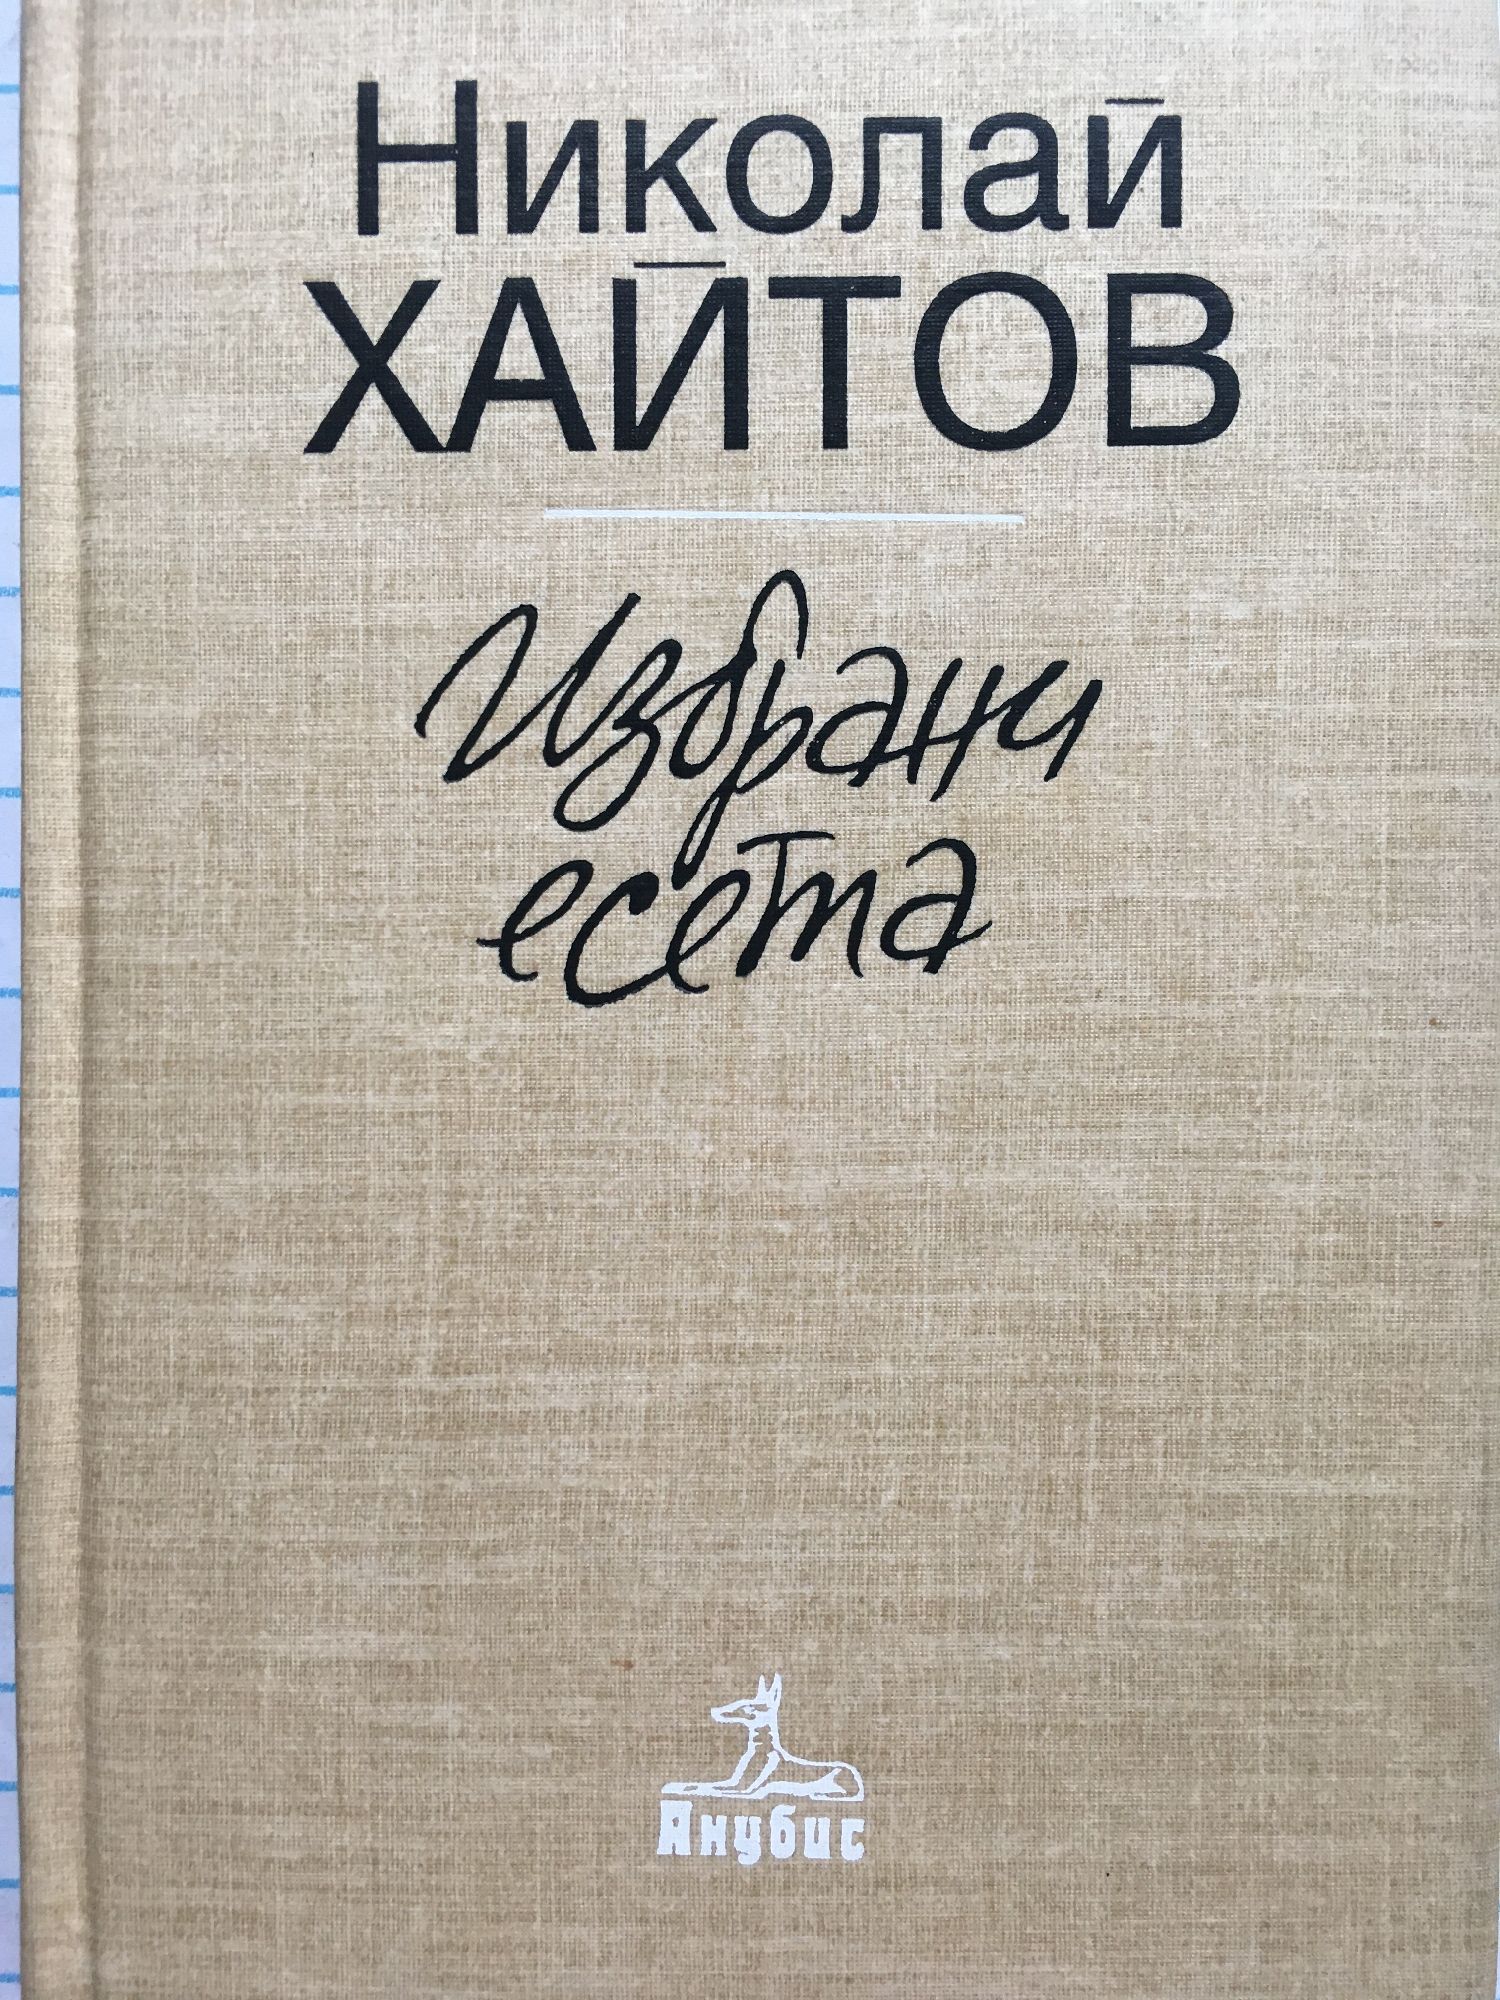 Николай
ХАЙТОВ
Избрани
есета
Анубис